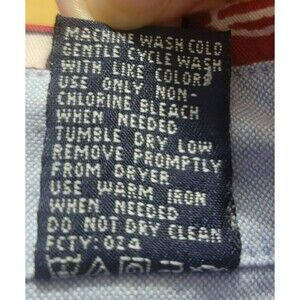 MACHINE WASH COLD
GENTLE CYCLE WASH
WITH LIKE COLORS
USE ONLY NON-
CHLORINE BLEACH
WHEN NEEDED
TUMBLE DRY LOW
REMOVE PROMPTLY
FROM DRYER
USE WARM IRON
WHEN NEEDED
DO NOT DRY CLEAN
FCTY: 02a